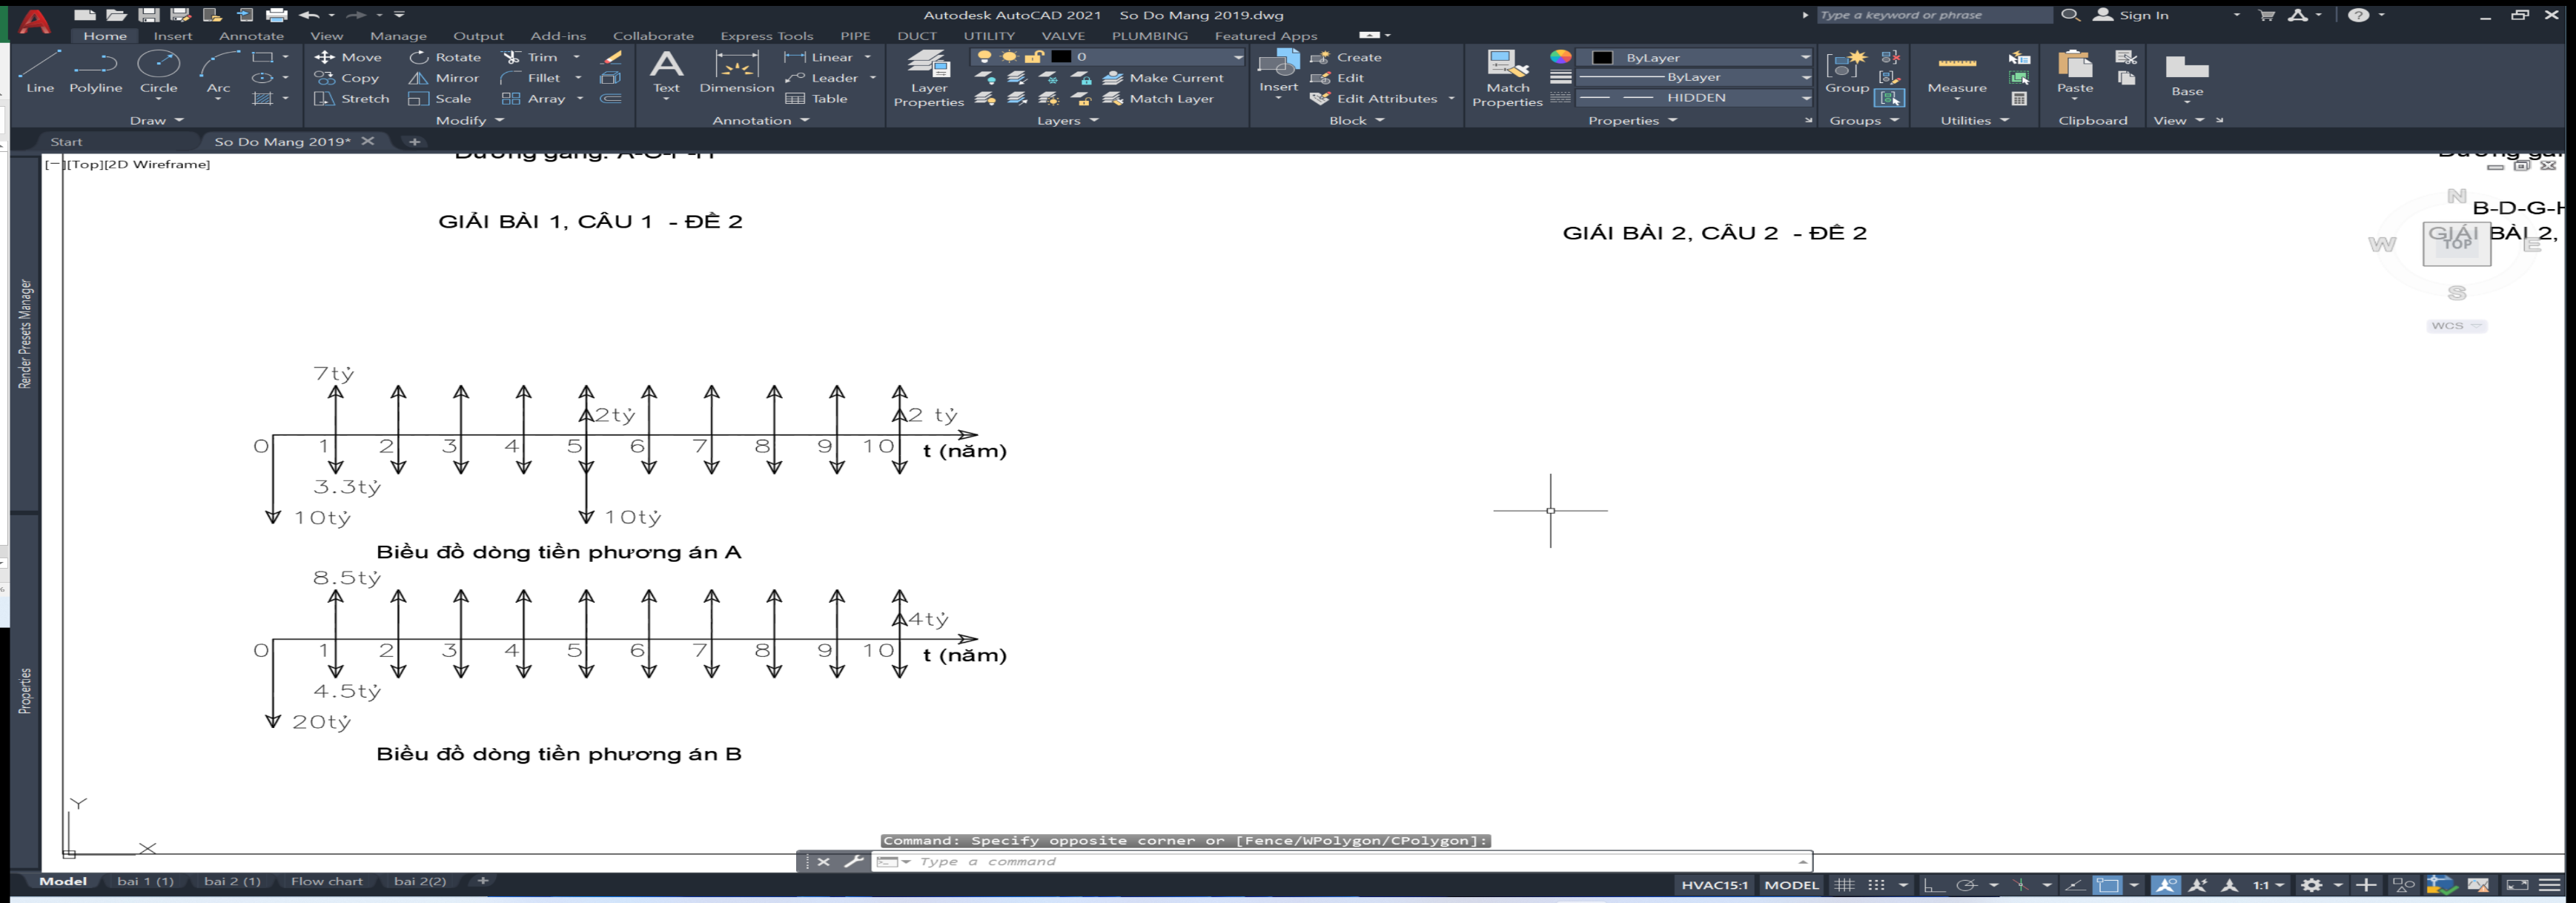 Autodesk AutoCAD 2021 So Do Mang 2019.dwg
Type a keyword or phrase
Sign In
Home Insert Annotate View Manage Output Add-ins Collaborate Express Tools PIPE DUCT UTILITY VALVE PLUMBING Featured Apps
Line Polyline Circle Arc
Draw
Move Rotate Trim
Copy Mirror Fillet
Stretch Scale Array
Modify
Text Dimension
Linear
Leader
Table
Annotation
Layer Properties
0
Make Current
Match Layer
Layers
Insert
Create
Edit
Edit Attributes
Block
Match Properties
ByLayer
ByLayer
HIDDEN
Properties
Group
Groups
Measure
Utilities
Paste
Clipboard
Base
View
Start So Do Mang 2019*
[−][Top][2D Wireframe]
N
W TOP E
S
WCS
Render Presets Manager
Properties
B-D-G-H
GIẢI BÀI 1, CÂU 1 - ĐỀ 2
GIẢI BÀI 2, CÂU 2 - ĐỀ 2
GIẢI BÀI 2,
7tỷ
2tỷ 2 tỷ
0 1 2 3 4 5 6 7 8 9 10 t (năm)
3.3tỷ
10tỷ 10tỷ
Biểu đồ dòng tiền phương án A
8.5tỷ
4tỷ
0 1 2 3 4 5 6 7 8 9 10 t (năm)
4.5tỷ
20tỷ
Biểu đồ dòng tiền phương án B
Y
X
Command: Specify opposite corner or [Fence/WPolygon/CPolygon]:
Type a command
Model bai 1 (1) bai 2 (1) Flow chart bai 2(2)
HVAC15:1 MODEL 1:1